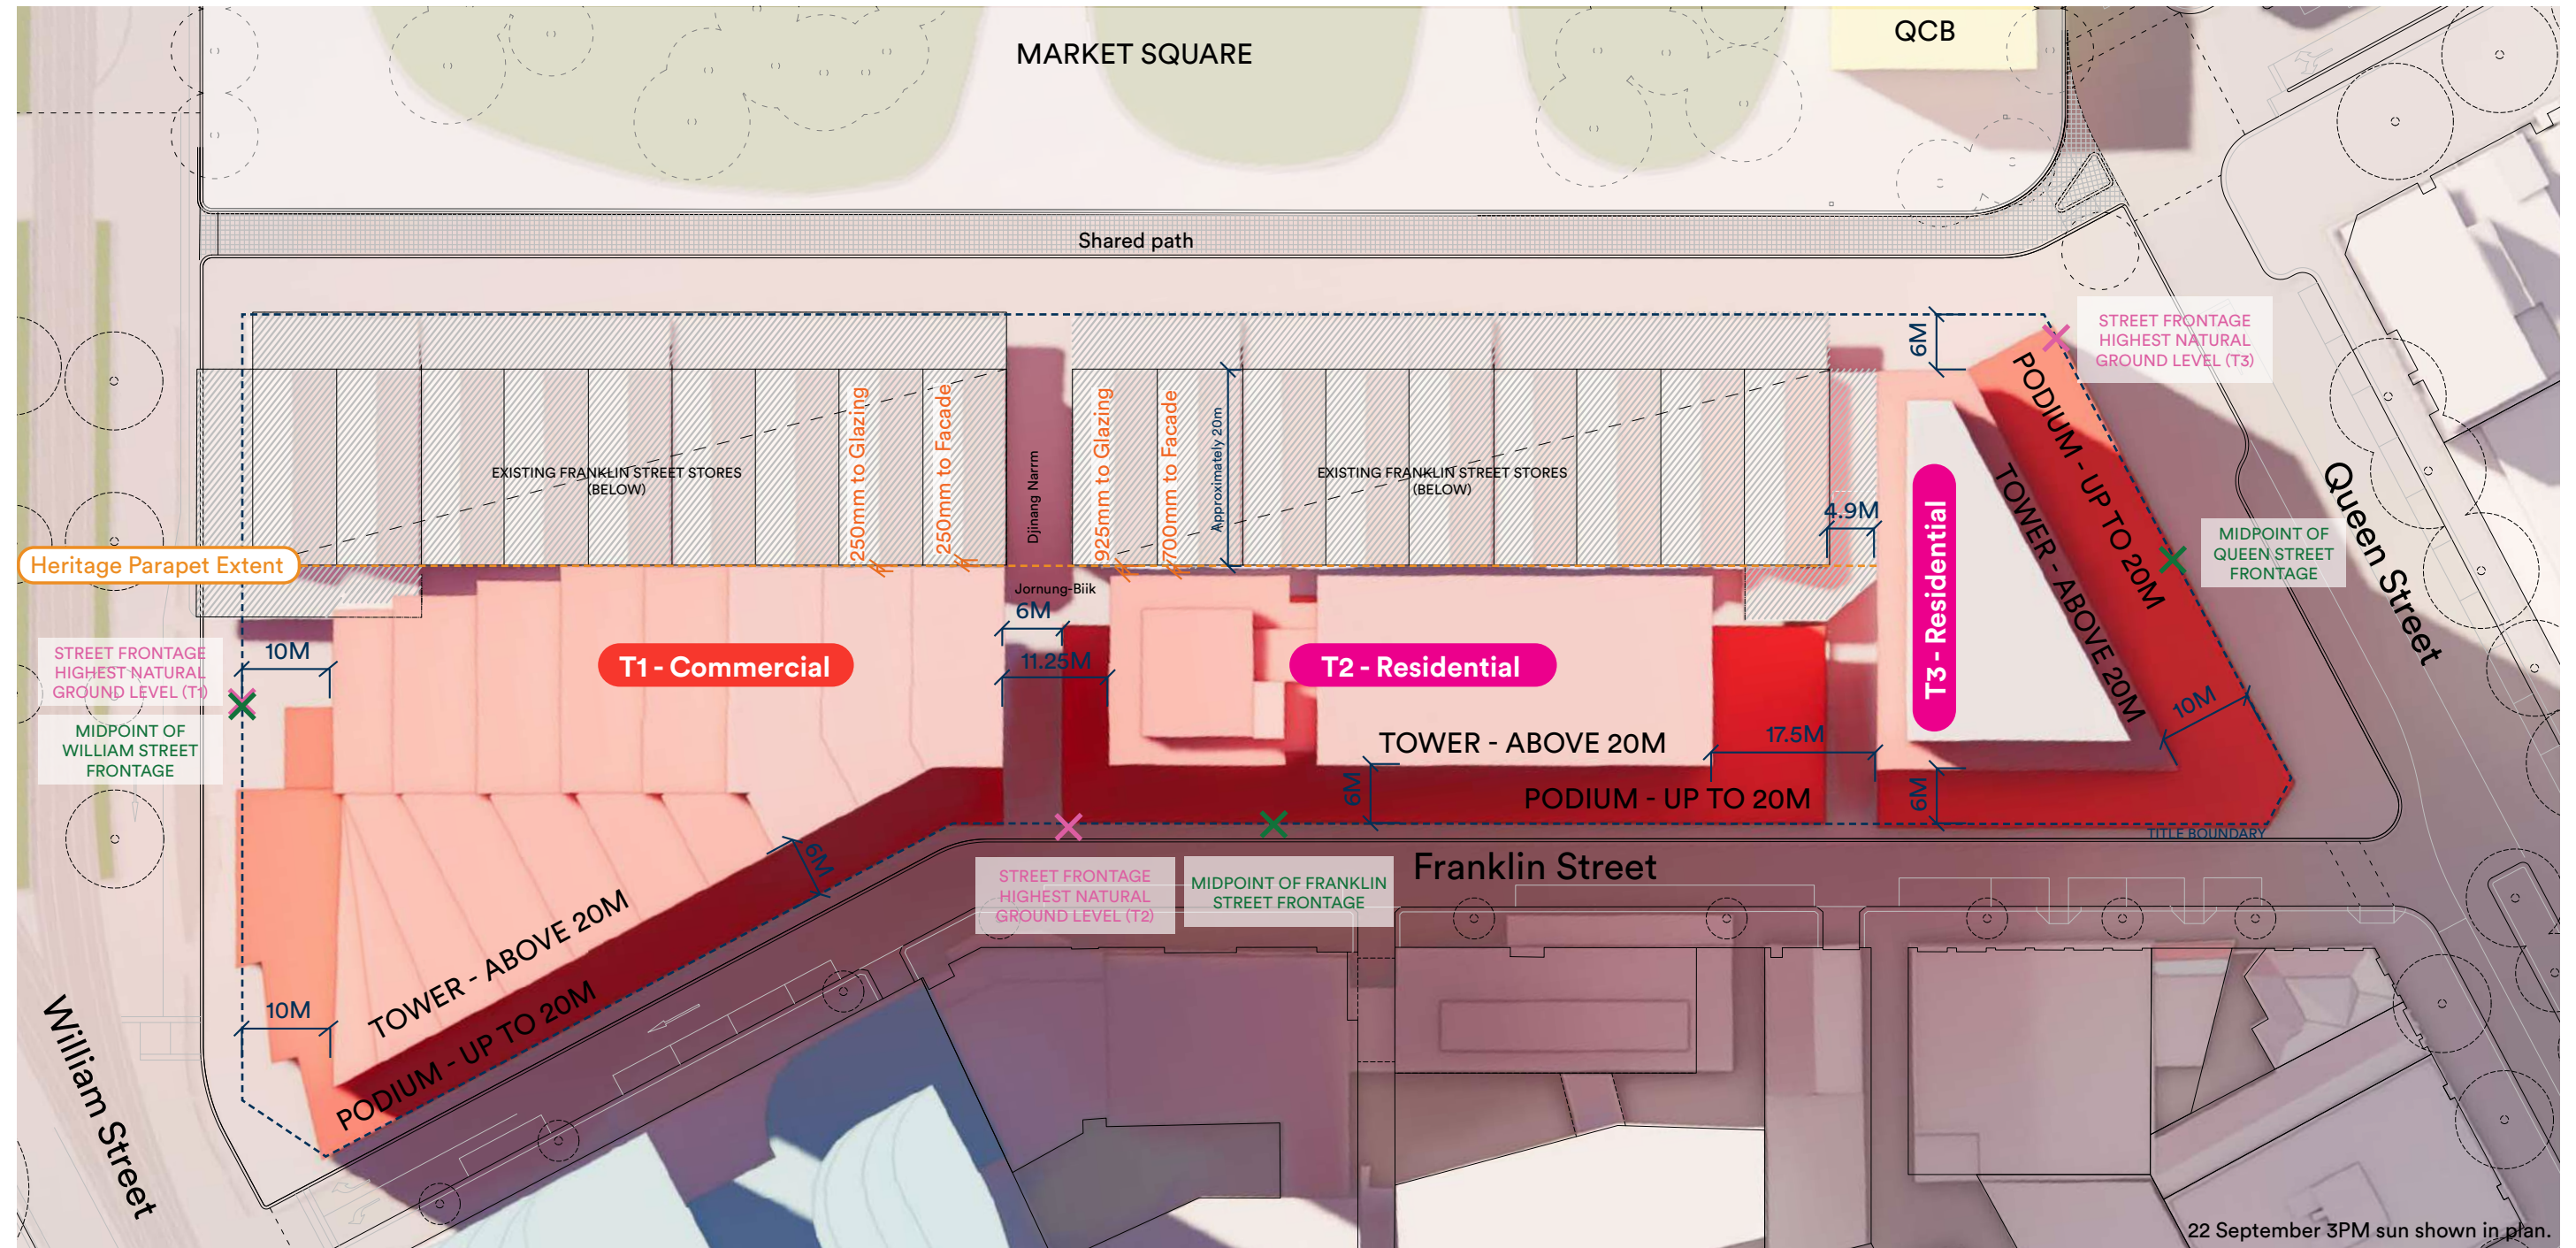 MARKET SQUARE
QCB
Shared path
STREET FRONTAGE
HIGHEST NATURAL
GROUND LEVEL (T3)
6M
PODIUM - UP TO 20M
TOWER - ABOVE 20M
250mm to Glazing
250mm to Facade
Djinang Narrm
925mm to Glazing
700mm to Facade
Approximately 20m
EXISTING FRANKLIN STREET STORES
(BELOW)
EXISTING FRANKLIN STREET STORES
(BELOW)
4.9M
T3 - Residential
Queen Street
MIDPOINT OF
QUEEN STREET
FRONTAGE
Heritage Parapet Extent
Jornung-Biik
6M
11.25M
STREET FRONTAGE
HIGHEST NATURAL
GROUND LEVEL (T1)
10M
T1 - Commercial
T2 - Residential
MIDPOINT OF
WILLIAM STREET
FRONTAGE
10M
17.5M
TOWER - ABOVE 20M
6M
PODIUM - UP TO 20M
6M
TITLE BOUNDARY
6M
Franklin Street
STREET FRONTAGE
HIGHEST NATURAL
GROUND LEVEL (T2)
MIDPOINT OF FRANKLIN
STREET FRONTAGE
TOWER - ABOVE 20M
PODIUM - UP TO 20M
10M
William Street
22 September 3PM sun shown in plan.